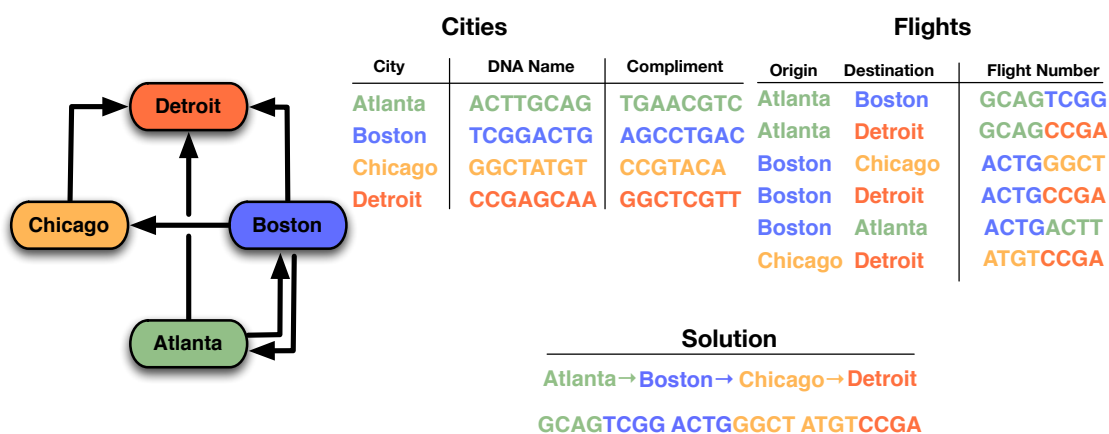 Detroit
Chicago
Boston
Atlanta
Cities
City DNA Name Compliment
Atlanta ACTTGCAG TGAACGTC
Boston TCGGACTG AGCCTGAC
Chicago GGCTATGT CCGTACA
Detroit CCGAGCAA GGCTCGTT
Flights
Origin Destination Flight Number
Atlanta Boston GCAGTCGG
Atlanta Detroit GCAGCCGA
Boston Chicago ACTGGGCT
Boston Detroit ACTGCCGA
Boston Atlanta ACTGACTT
Chicago Detroit ATGTCCGA
Solution
Atlanta→Boston→Chicago→Detroit
GCAGTCGG ACTGGGCT ATGTCCGA